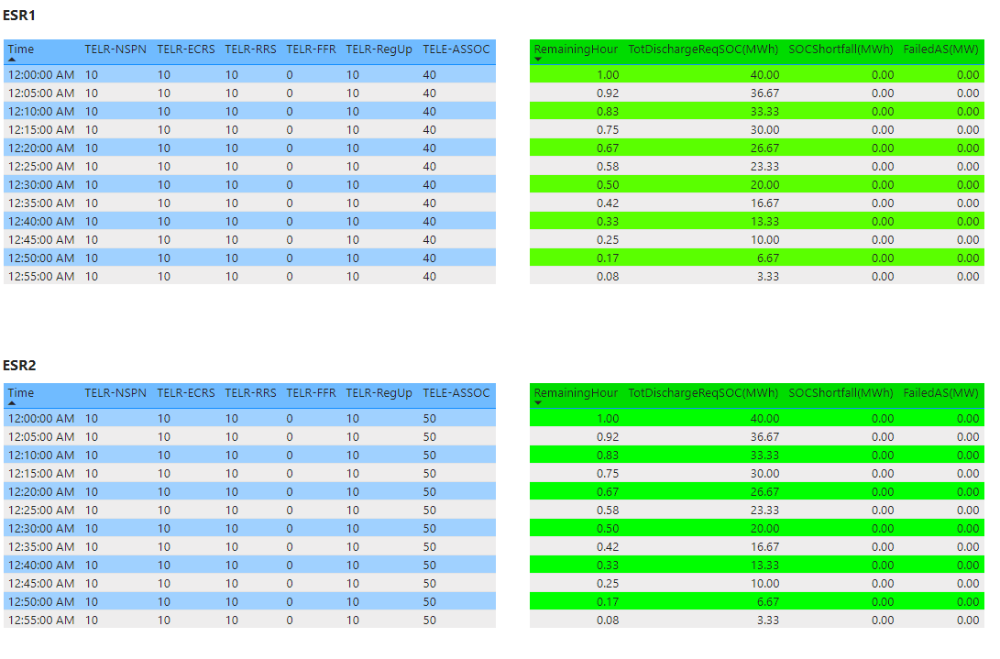 ESR1
Time TELR-NSPN TELR-ECRS TELR-RRS TELR-FFR TELR-RegUp TELE-ASSOC RemainingHour TotDischargeReqSOC(MWh) SOCShortfall(MWh) FailedAS(MW)
12:00:00 AM 10 10 10 0 10 40 1.00 40.00 0.00 0.00
12:05:00 AM 10 10 10 0 10 40 0.92 36.67 0.00 0.00
12:10:00 AM 10 10 10 0 10 40 0.83 33.33 0.00 0.00
12:15:00 AM 10 10 10 0 10 40 0.75 30.00 0.00 0.00
12:20:00 AM 10 10 10 0 10 40 0.67 26.67 0.00 0.00
12:25:00 AM 10 10 10 0 10 40 0.58 23.33 0.00 0.00
12:30:00 AM 10 10 10 0 10 40 0.50 20.00 0.00 0.00
12:35:00 AM 10 10 10 0 10 40 0.42 16.67 0.00 0.00
12:40:00 AM 10 10 10 0 10 40 0.33 13.33 0.00 0.00
12:45:00 AM 10 10 10 0 10 40 0.25 10.00 0.00 0.00
12:50:00 AM 10 10 10 0 10 40 0.17 6.67 0.00 0.00
12:55:00 AM 10 10 10 0 10 40 0.08 3.33 0.00 0.00
ESR2
Time TELR-NSPN TELR-ECRS TELR-RRS TELR-FFR TELR-RegUp TELE-ASSOC RemainingHour TotDischargeReqSOC(MWh) SOCShortfall(MWh) FailedAS(MW)
12:00:00 AM 10 10 10 0 10 50 1.00 40.00 0.00 0.00
12:05:00 AM 10 10 10 0 10 50 0.92 36.67 0.00 0.00
12:10:00 AM 10 10 10 0 10 50 0.83 33.33 0.00 0.00
12:15:00 AM 10 10 10 0 10 50 0.75 30.00 0.00 0.00
12:20:00 AM 10 10 10 0 10 50 0.67 26.67 0.00 0.00
12:25:00 AM 10 10 10 0 10 50 0.58 23.33 0.00 0.00
12:30:00 AM 10 10 10 0 10 50 0.50 20.00 0.00 0.00
12:35:00 AM 10 10 10 0 10 50 0.42 16.67 0.00 0.00
12:40:00 AM 10 10 10 0 10 50 0.33 13.33 0.00 0.00
12:45:00 AM 10 10 10 0 10 50 0.25 10.00 0.00 0.00
12:50:00 AM 10 10 10 0 10 50 0.17 6.67 0.00 0.00
12:55:00 AM 10 10 10 0 10 50 0.08 3.33 0.00 0.00